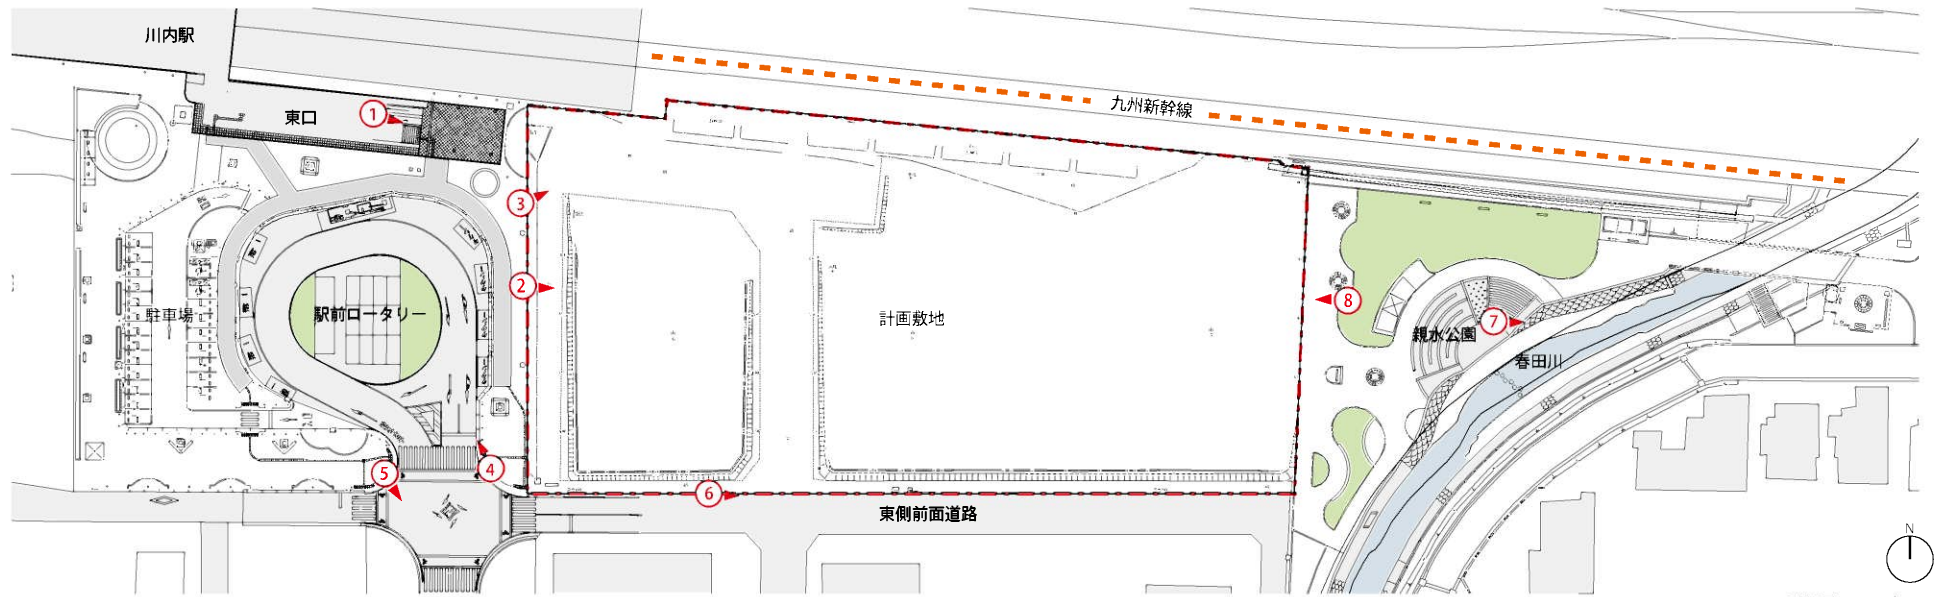 川内駅
東口
①
九州新幹線
③
②
⑧
駅前ロータリー
駐車場
計画敷地
⑦
親水公園
春田川
④
⑤
⑥
東側前面道路
N